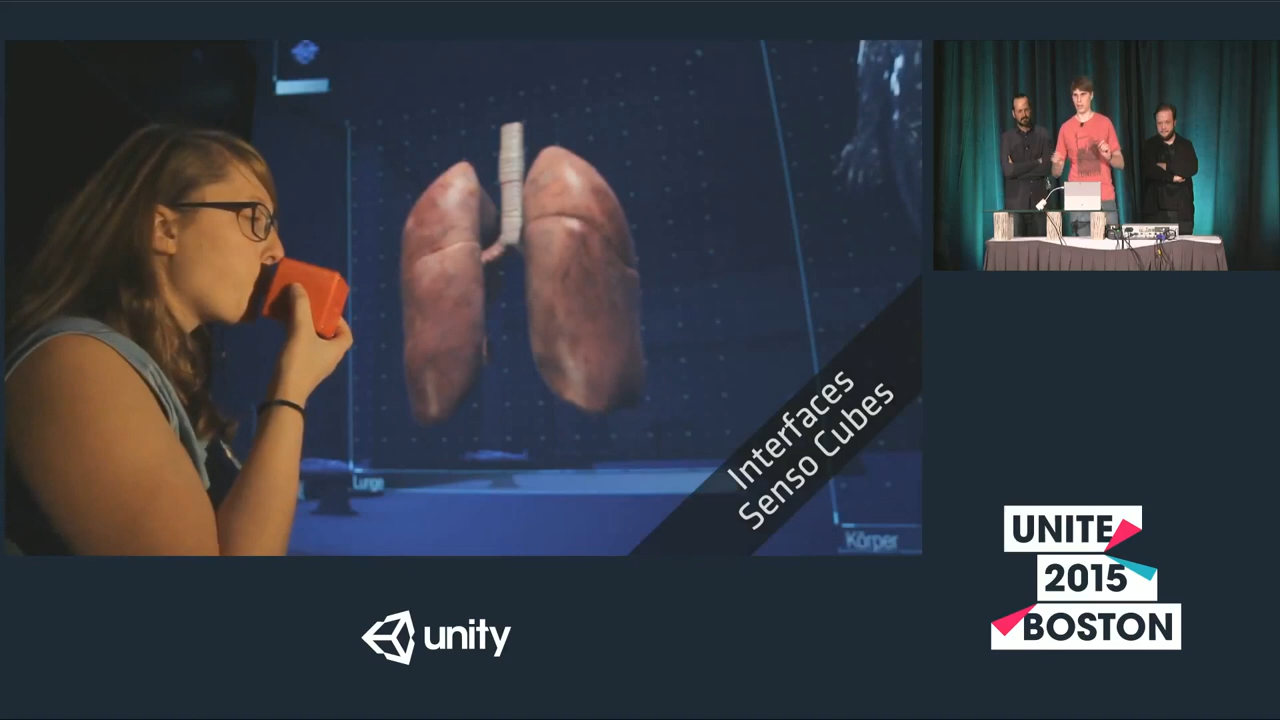 Lunge
Interfaces
Senso Cubes
Körper
unity
UNITE
2015
BOSTON